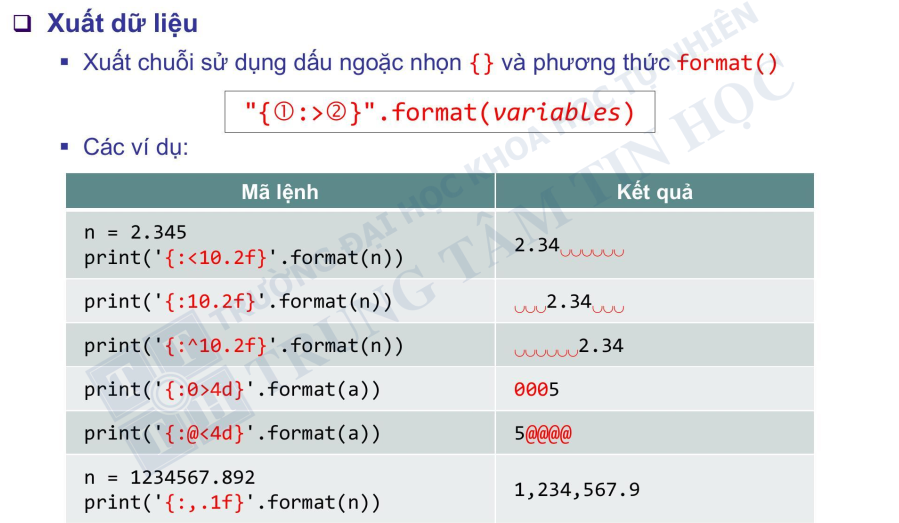 Xuất dữ liệu
Xuất chuỗi sử dụng dấu ngoặc nhọn {} và phương thức format()
"{①:>②}".format(variables)
Các ví dụ:
Mã lệnh Kết quả
n = 2.345
print('{:<10.2f}'.format(n)) 2.34◡◡◡◡◡◡
print('{:10.2f}'.format(n)) ◡◡◡2.34◡◡◡
print('{:^10.2f}'.format(n)) ◡◡◡◡◡◡2.34
print('{:0>4d}'.format(a)) 0005
print('{:@<4d}'.format(a)) 5@@@@
n = 1234567.892
print('{:,.1f}'.format(n)) 1,234,567.9
TRƯỜNG ĐẠI HỌC KHOA HỌC TỰ NHIÊN
TRUNG TÂM TIN HỌC